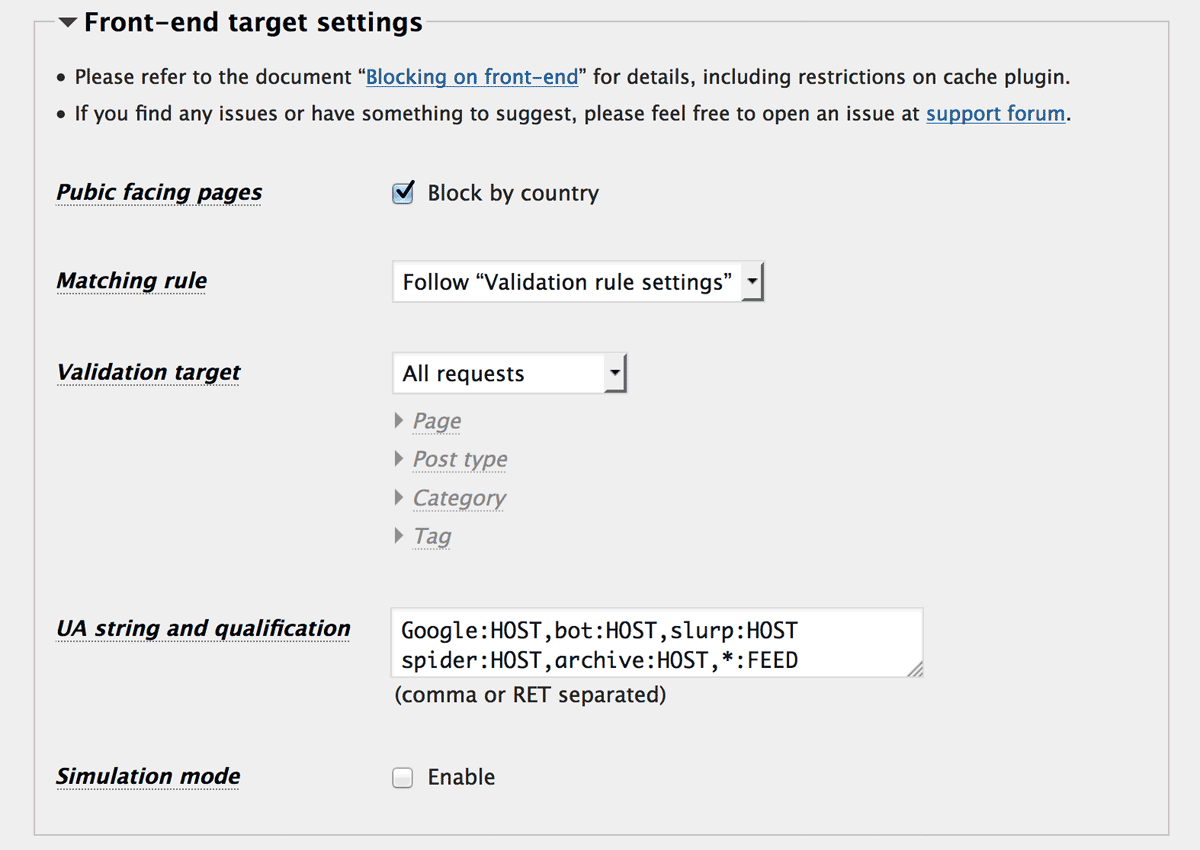 Front-end target settings
• Please refer to the document “Blocking on front-end” for details, including restrictions on cache plugin.
• If you find any issues or have something to suggest, please feel free to open an issue at support forum.
Pubic facing pages
Block by country
Matching rule
Follow “Validation rule settings”
Validation target
All requests
Page
Post type
Category
Tag
UA string and qualification
Google:HOST,bot:HOST,slurp:HOST
spider:HOST,archive:HOST,*:FEED
(comma or RET separated)
Simulation mode
Enable